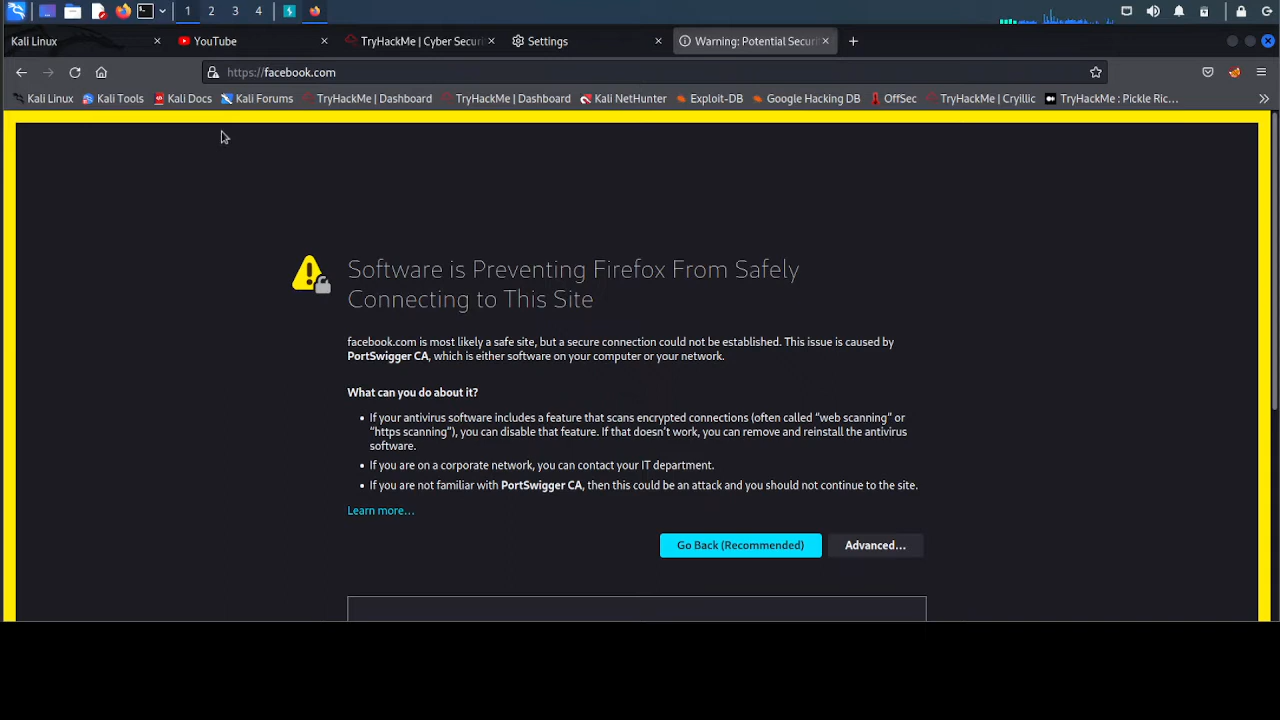 1 2 3 4
Kali Linux
YouTube
TryHackMe | Cyber Securi
Settings
Warning: Potential Securi
https://facebook.com
Kali Linux
Kali Tools
Kali Docs
Kali Forums
TryHackMe | Dashboard
TryHackMe | Dashboard
Kali NetHunter
Exploit-DB
Google Hacking DB
OffSec
TryHackMe | Cryillic
TryHackMe : Pickle Ric...
Software is Preventing Firefox From Safely
Connecting to This Site
facebook.com is most likely a safe site, but a secure connection could not be established. This issue is caused by
PortSwigger CA, which is either software on your computer or your network.
What can you do about it?
If your antivirus software includes a feature that scans encrypted connections (often called “web scanning” or
“https scanning”), you can disable that feature. If that doesn’t work, you can remove and reinstall the antivirus
software.
If you are on a corporate network, you can contact your IT department.
If you are not familiar with PortSwigger CA, then this could be an attack and you should not continue to the site.
Learn more…
Go Back (Recommended)
Advanced…